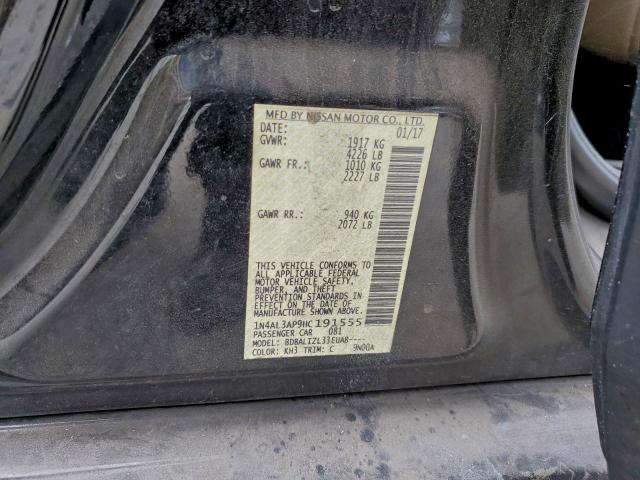 MFD BY NISSAN MOTOR CO., LTD.
DATE: 01/17
GVWR: 1917 KG
4226 LB
GAWR FR.: 1010 KG
2227 LB
GAWR RR.: 940 KG
2072 LB
THIS VEHICLE CONFORMS TO
ALL APPLICABLE FEDERAL
MOTOR VEHICLE SAFETY,
BUMPER, AND THEFT
PREVENTION STANDARDS IN
EFFECT ON THE DATE OF
MANUFACTURE SHOWN ABOVE.
1N4AL3AP9HC191555
PASSENGER CAR 081
MODEL: BDBALIZL33EUA8----
COLOR: KH3 TRIM: C 9N00A